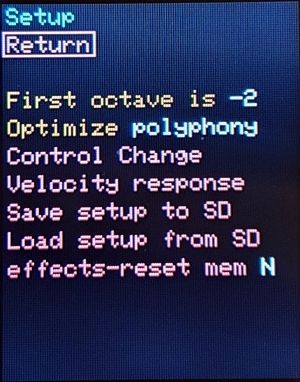 Setup
Return
First octave is -2
Optimize polyphony
Control Change
Velocity response
Save setup to SD
Load setup from SD
effects-reset mem N